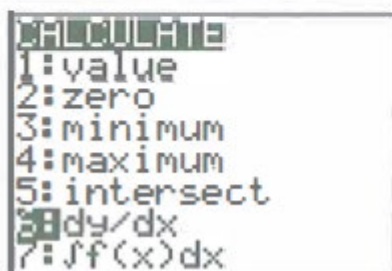 CALCULATE
1:value
2:zero
3:minimum
4:maximum
5:intersect
6:dy/dx
7:∫f(x)dx